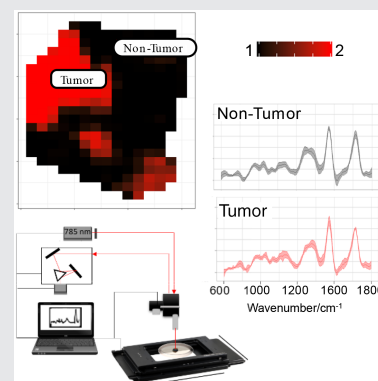 Non-Tumor
Tumor
1 2
Non-Tumor
Tumor
785 nm
600 1000 1200 1400 1600 1800
Wavenumber/cm-1